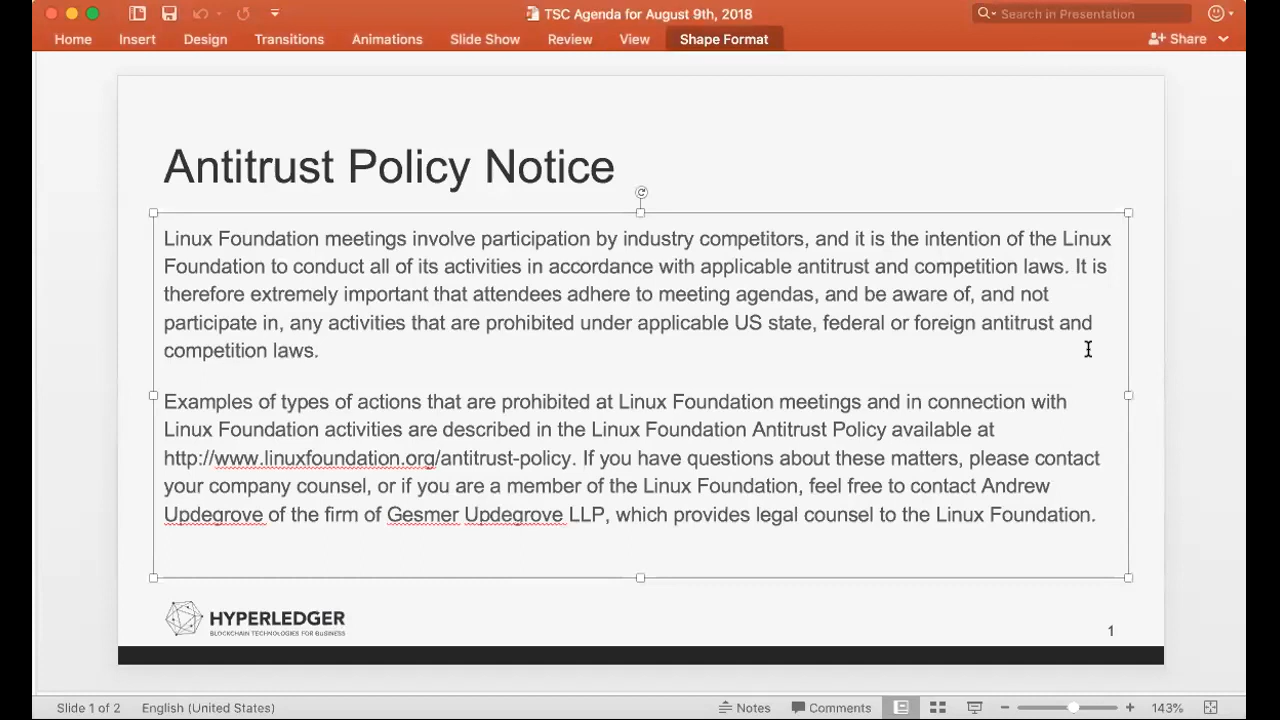 TSC Agenda for August 9th, 2018
Search in Presentation
Home Insert Design Transitions Animations Slide Show Review View Shape Format Share
Antitrust Policy Notice
Linux Foundation meetings involve participation by industry competitors, and it is the intention of the Linux
Foundation to conduct all of its activities in accordance with applicable antitrust and competition laws. It is
therefore extremely important that attendees adhere to meeting agendas, and be aware of, and not
participate in, any activities that are prohibited under applicable US state, federal or foreign antitrust and
competition laws.
Examples of types of actions that are prohibited at Linux Foundation meetings and in connection with
Linux Foundation activities are described in the Linux Foundation Antitrust Policy available at
http://www.linuxfoundation.org/antitrust-policy. If you have questions about these matters, please contact
your company counsel, or if you are a member of the Linux Foundation, feel free to contact Andrew
Updegrove of the firm of Gesmer Updegrove LLP, which provides legal counsel to the Linux Foundation.
HYPERLEDGER
BLOCKCHAIN TECHNOLOGIES FOR BUSINESS
1
Slide 1 of 2 English (United States) Notes Comments 143%